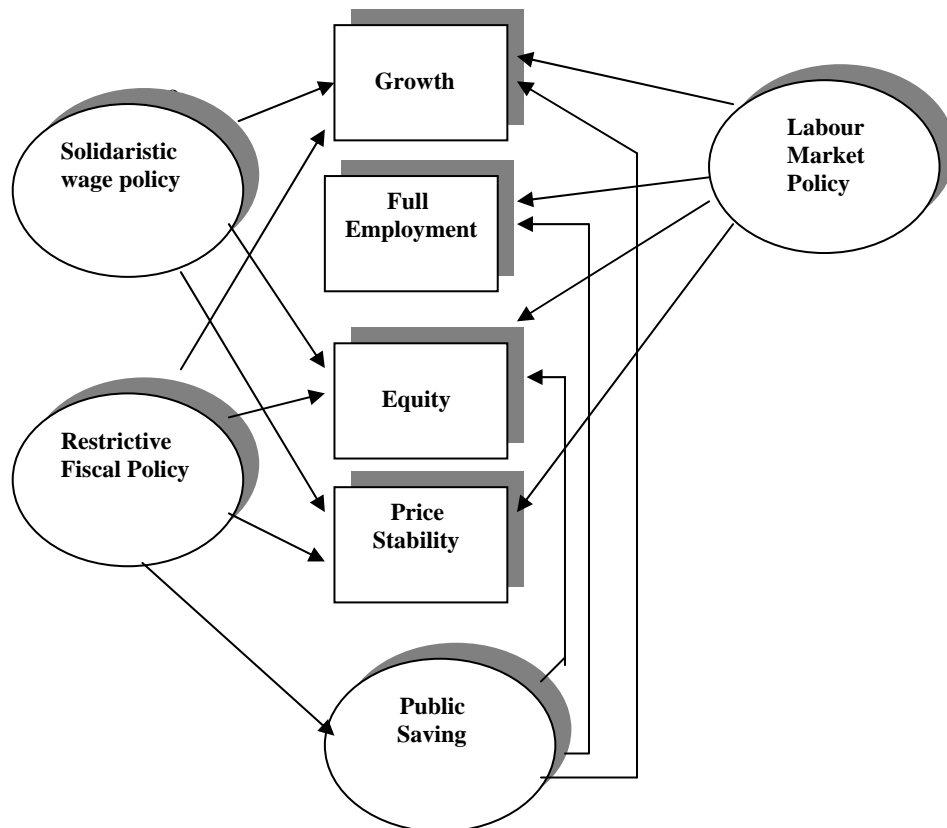 Growth
Solidaristic
wage policy
Labour
Market
Policy
Full
Employment
Equity
Restrictive
Fiscal Policy
Price
Stability
Public
Saving